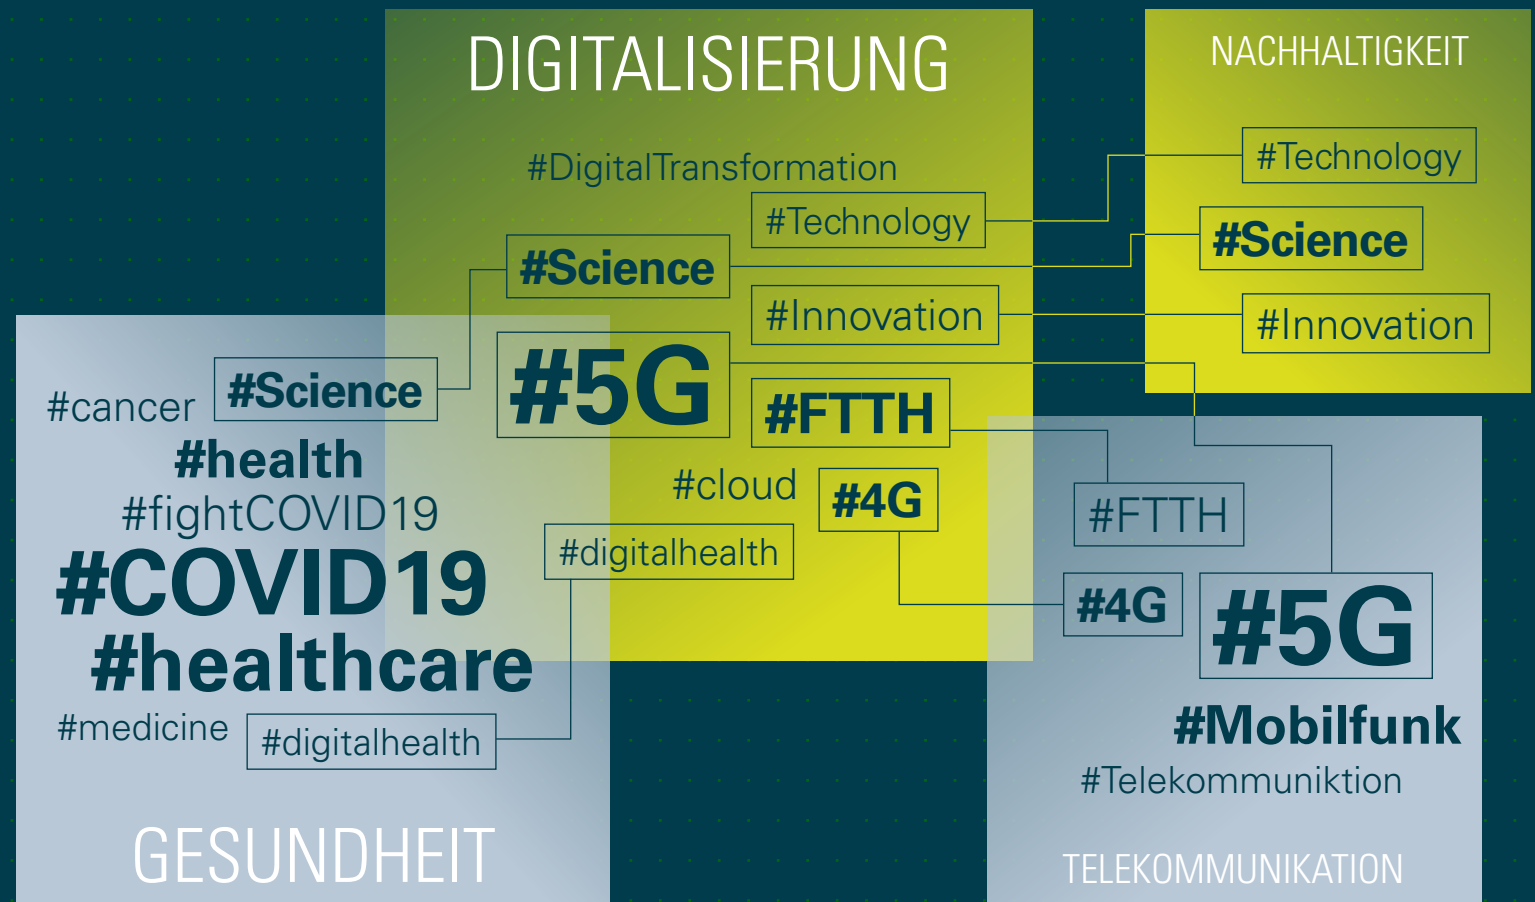 DIGITALISIERUNG
#DigitalTransformation
#Technology
#Science
#Innovation
#5G
#FTTH
#cloud
#4G
#digitalhealth
NACHHALTIGKEIT
#Technology
#Science
#Innovation
#cancer
#Science
#health
#fightCOVID19
#COVID19
#healthcare
#medicine
#digitalhealth
GESUNDHEIT
#FTTH
#4G
#5G
#Mobilfunk
#Telekommuniktion
TELEKOMMUNIKATION